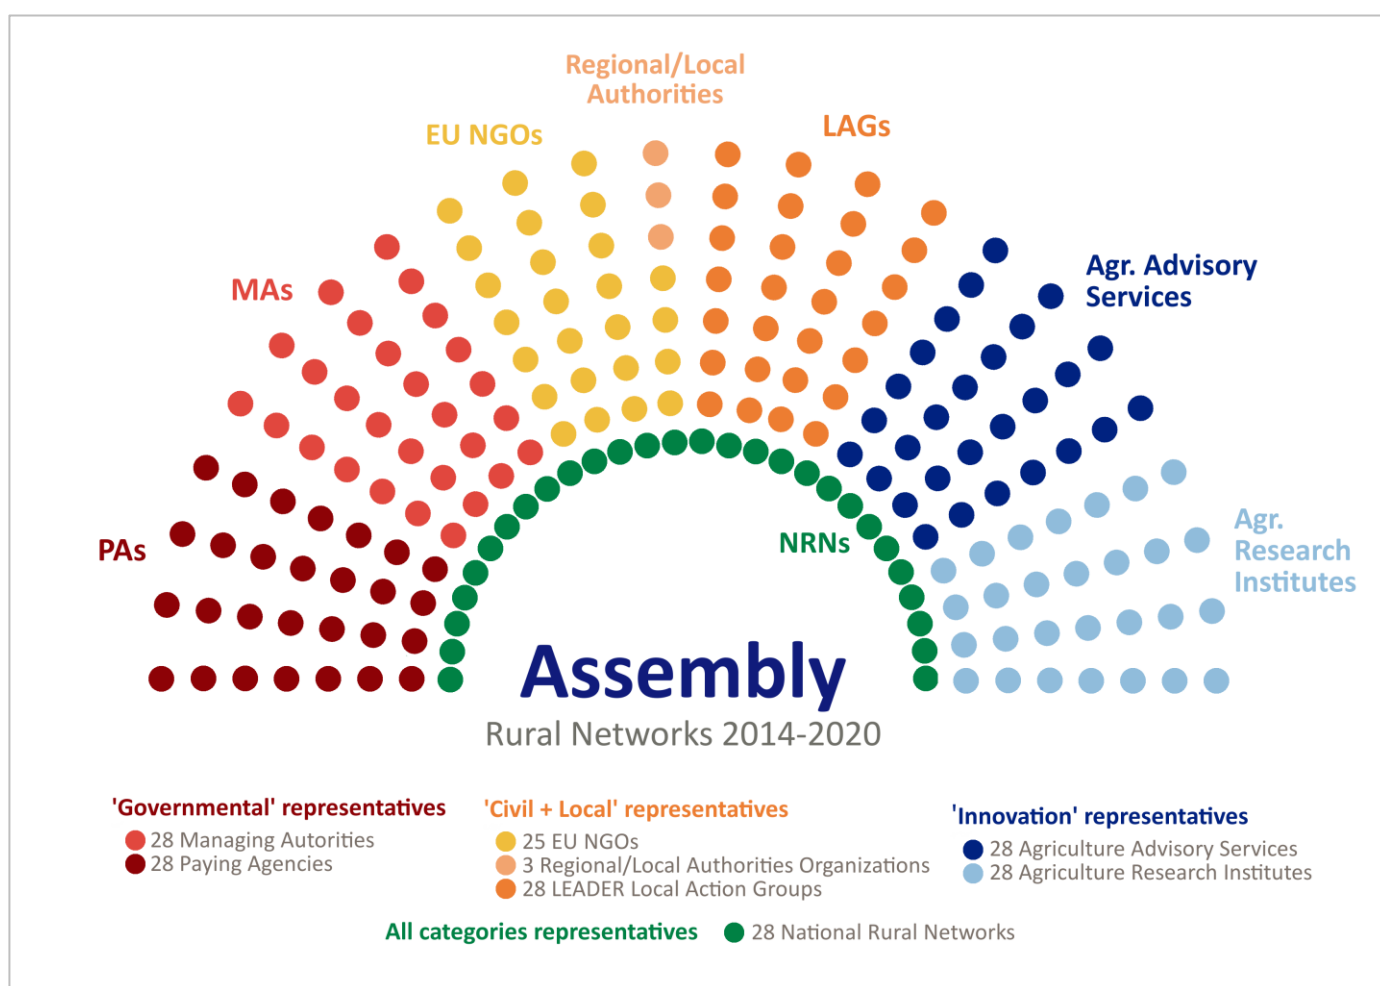 Regional/Local
Authorities
EU NGOs
LAGs
MAs
Agr. Advisory
Services
PAs
NRNs
Agr.
Research
Institutes
Assembly
Rural Networks 2014-2020
'Governmental' representatives
28 Managing Autorities
28 Paying Agencies
'Civil + Local' representatives
25 EU NGOs
3 Regional/Local Authorities Organizations
28 LEADER Local Action Groups
'Innovation' representatives
28 Agriculture Advisory Services
28 Agriculture Research Institutes
All categories representatives
28 National Rural Networks